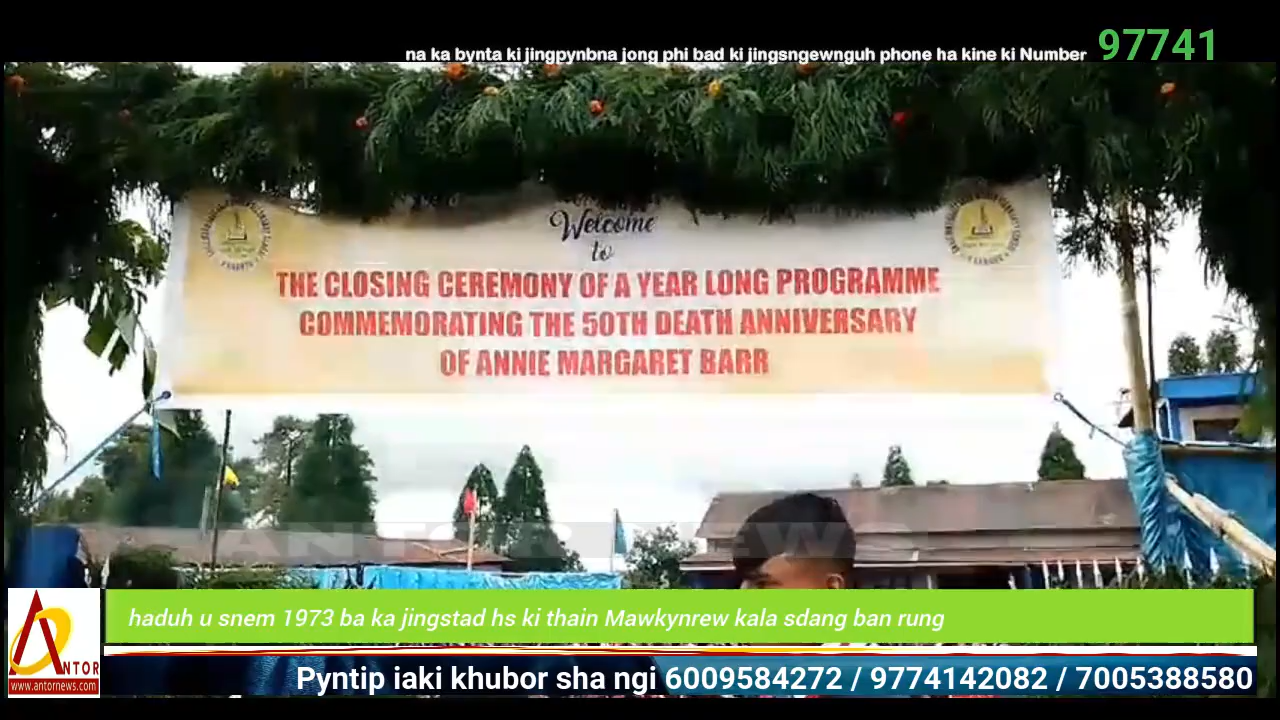 na ka bynta ki jingpynbna jong phi bad ki jingsngewnguh phone ha kine ki Number 97741
Welcome
to
THE CLOSING CEREMONY OF A YEAR LONG PROGRAMME
COMMEMORATING THE 50TH DEATH ANNIVERSARY
OF ANNIE MARGARET BARR
ANTOR NEWS
haduh u snem 1973 ba ka jingstad hs ki thain Mawkynrew kala sdang ban rung
ANTOR
www.antornews.com
Pyntip iaki khubor sha ngi 6009584272 / 9774142082 / 7005388580